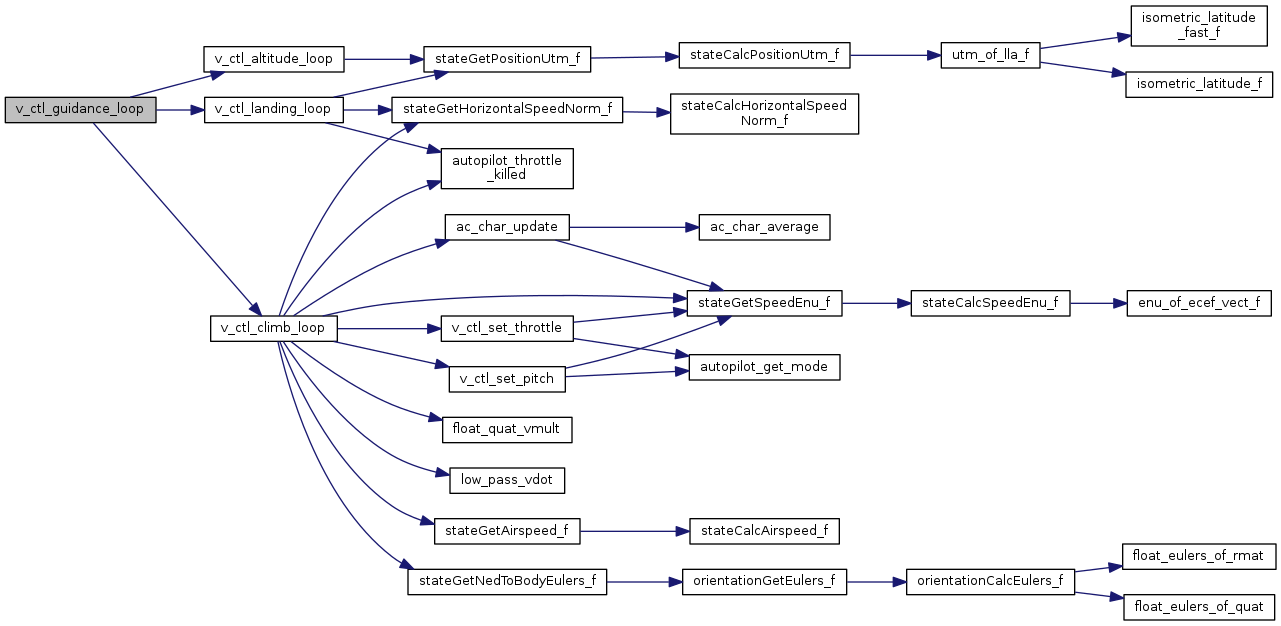 v_ctl_guidance_loop
v_ctl_altitude_loop
v_ctl_landing_loop
v_ctl_climb_loop
stateGetPositionUtm_f
stateGetHorizontalSpeedNorm_f
autopilot_throttle
_killed
ac_char_update
v_ctl_set_throttle
v_ctl_set_pitch
float_quat_vmult
low_pass_vdot
stateGetAirspeed_f
stateGetNedToBodyEulers_f
stateCalcPositionUtm_f
stateCalcHorizontalSpeed
Norm_f
ac_char_average
stateGetSpeedEnu_f
autopilot_get_mode
stateCalcAirspeed_f
orientationGetEulers_f
utm_of_lla_f
stateCalcSpeedEnu_f
orientationCalcEulers_f
isometric_latitude
_fast_f
isometric_latitude_f
enu_of_ecef_vect_f
float_eulers_of_rmat
float_eulers_of_quat